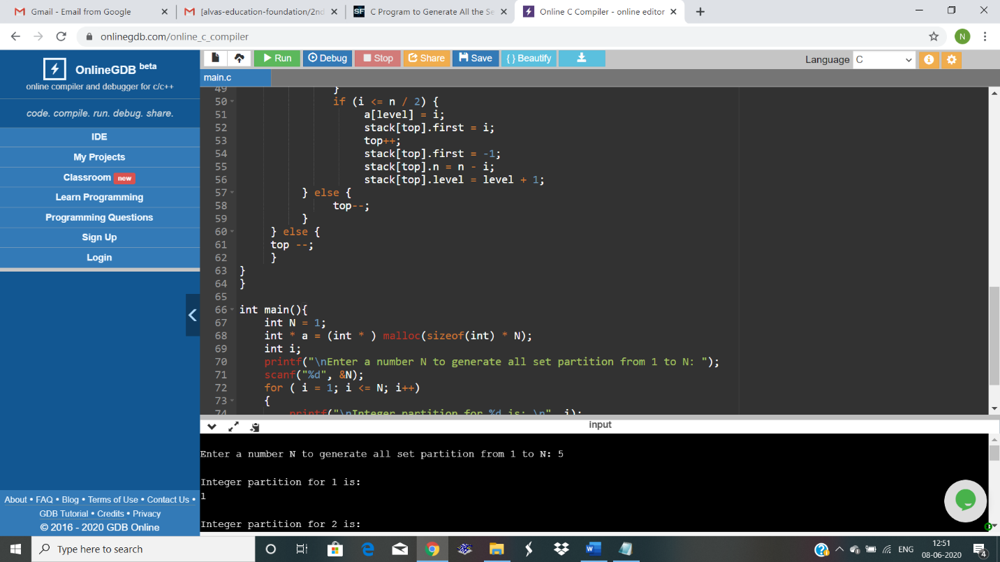 Gmail - Email from Google
[alvas-education-foundation/2nd
SF C Program to Generate All the Se
Online C Compiler - online editor
onlinegdb.com/online_c_compiler
N
OnlineGDB beta
online compiler and debugger for c/c++
code. compile. run. debug. share.
IDE
My Projects
Classroom new
Learn Programming
Programming Questions
Sign Up
Login
About • FAQ • Blog • Terms of Use • Contact Us •
GDB Tutorial • Credits • Privacy
© 2016 - 2020 GDB Online
Run Debug Stop Share Save { } Beautify
Language C
main.c
49 }
50 if (i <= n / 2) {
51 a[level] = i;
52 stack[top].first = i;
53 top++;
54 stack[top].first = -1;
55 stack[top].n = n - i;
56 stack[top].level = level + 1;
57 } else {
58 top--;
59 }
60 } else {
61 top --;
62 }
63 }
64 }
65
66 int main(){
67 int N = 1;
68 int * a = (int * ) malloc(sizeof(int) * N);
69 int i;
70 printf("\nEnter a number N to generate all set partition from 1 to N: ");
71 scanf("%d", &N);
72 for ( i = 1; i <= N; i++)
73 {
74 printf("\nInteger partition for %d is: \n", i);
input
Enter a number N to generate all set partition from 1 to N: 5
Integer partition for 1 is:
1
Integer partition for 2 is:
Type here to search
ENG
12:51
08-06-2020
4